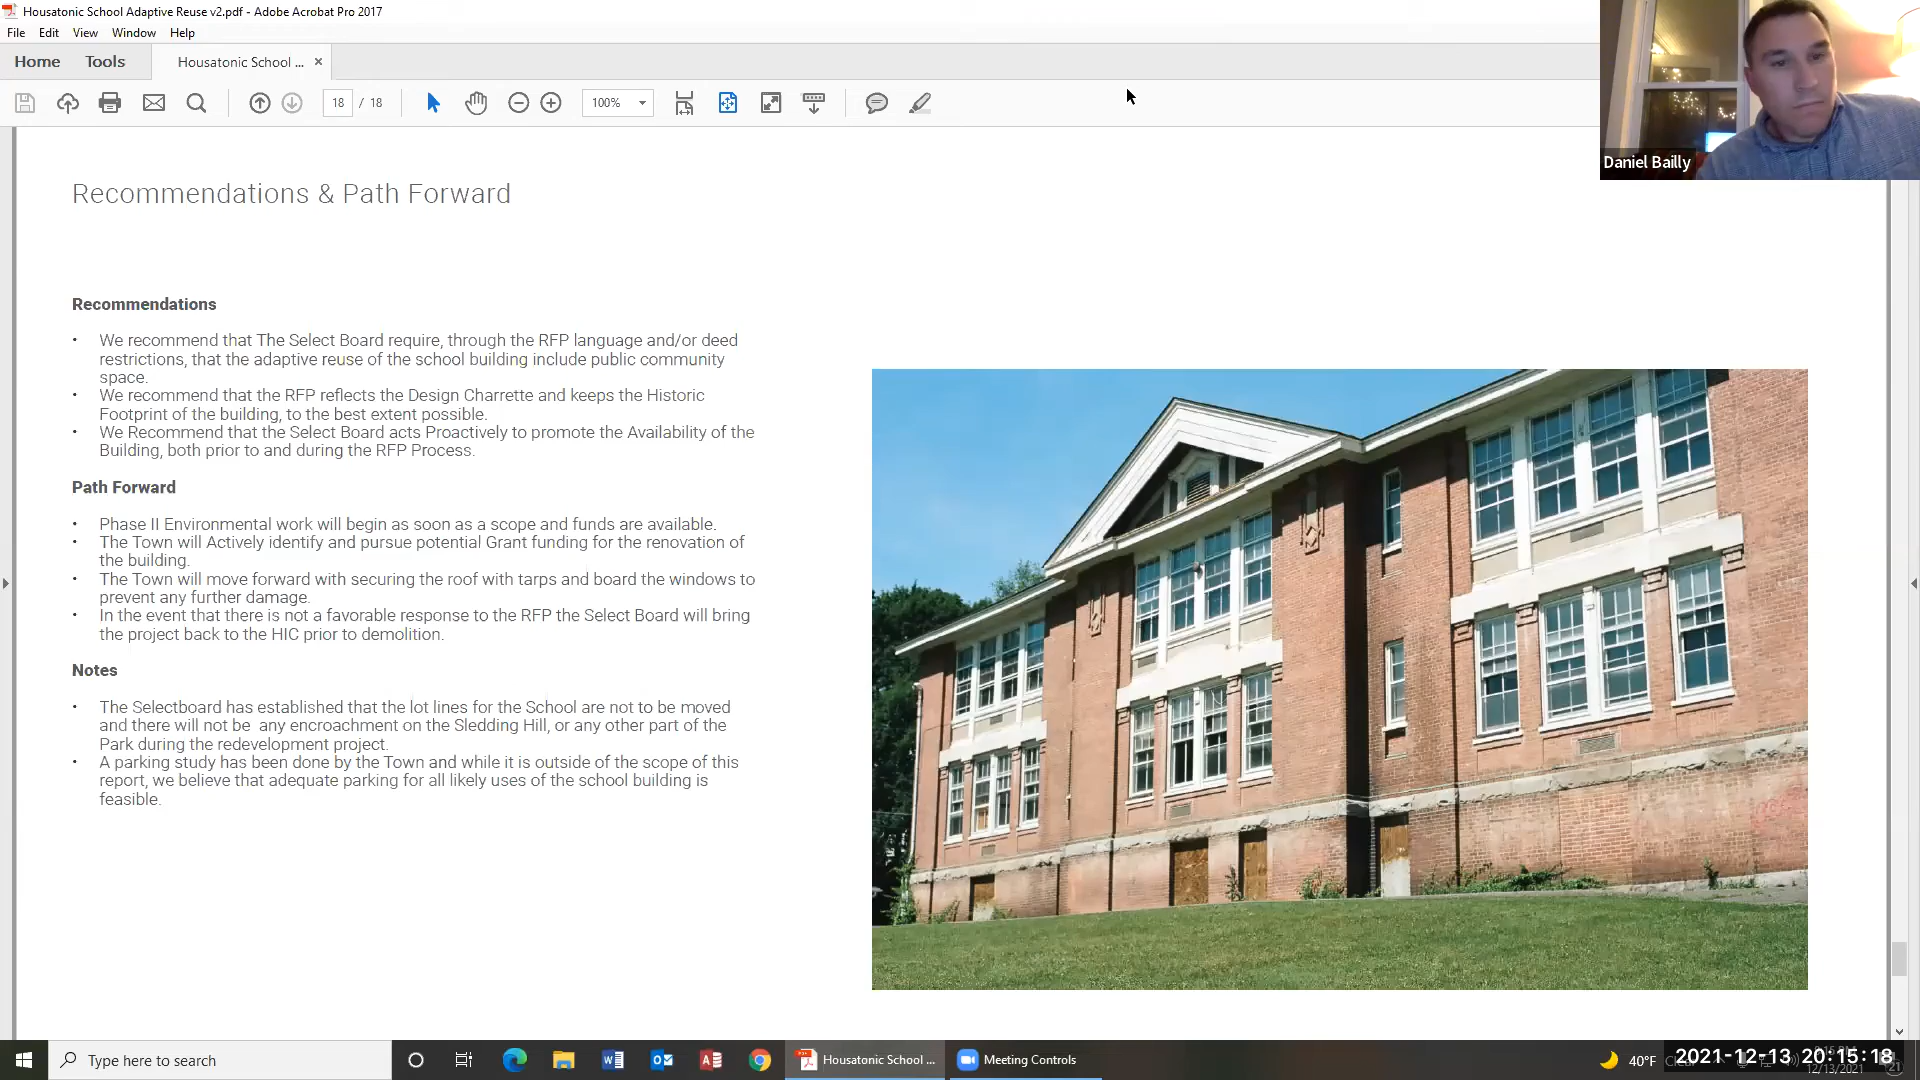 Housatonic School Adaptive Reuse v2.pdf - Adobe Acrobat Pro 2017
File Edit View Window Help
Home Tools Housatonic School ... ×
18 / 18 100%
Daniel Bailly
Recommendations & Path Forward
Recommendations
• We recommend that The Select Board require, through the RFP language and/or deed
restrictions, that the adaptive reuse of the school building include public community
space.
• We recommend that the RFP reflects the Design Charrette and keeps the Historic
Footprint of the building, to the best extent possible.
• We Recommend that the Select Board acts Proactively to promote the Availability of the
Building, both prior to and during the RFP Process.
Path Forward
• Phase II Environmental work will begin as soon as a scope and funds are available.
• The Town will Actively identify and pursue potential Grant funding for the renovation of
the building.
• The Town will move forward with securing the roof with tarps and board the windows to
prevent any further damage.
• In the event that there is not a favorable response to the RFP the Select Board will bring
the project back to the HIC prior to demolition.
Notes
• The Selectboard has established that the lot lines for the School are not to be moved
and there will not be any encroachment on the Sledding Hill, or any other part of the
Park during the redevelopment project.
• A parking study has been done by the Town and while it is outside of the scope of this
report, we believe that adequate parking for all likely uses of the school building is
feasible.
Type here to search
Housatonic School ...
Meeting Controls
40°F Clear
2021-12-13 20:15:18
12/13/2021
21